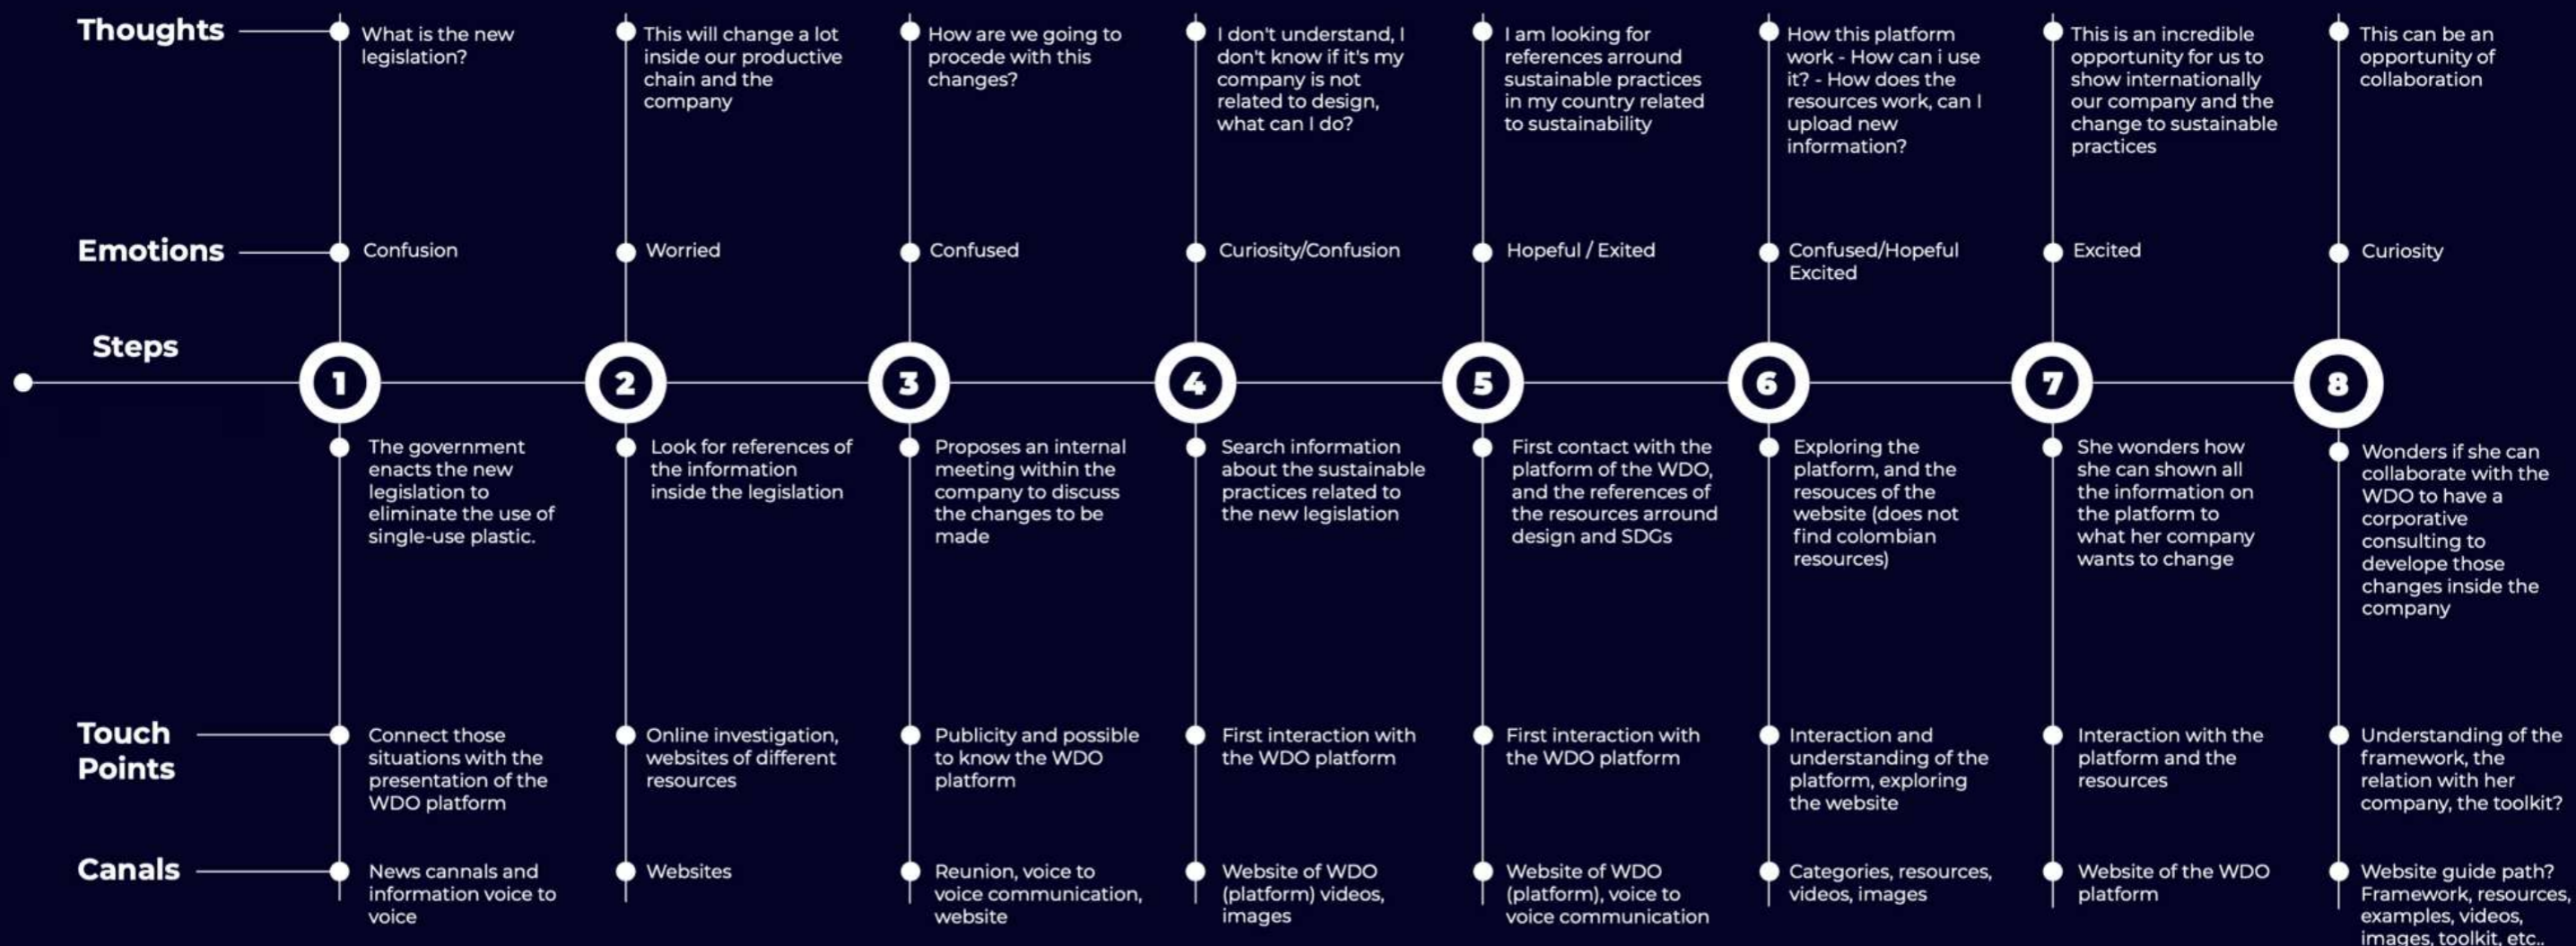 Thoughts
What is the new
legislation?
This will change a lot
inside our productive
chain and the
company
How are we going to
procede with this
changes?
I don't understand, I
don't know if it's my
company is not
related to design,
what can I do?
I am looking for
references arround
sustainable practices
in my country related
to sustainability
How this platform
work - How can i use
it? - How does the
resources work, can I
upload new
information?
This is an incredible
opportunity for us to
show internationally
our company and the
change to sustainable
practices
This can be an
opportunity of
collaboration
Emotions
Confusion
Worried
Confused
Curiosity/Confusion
Hopeful / Exited
Confused/Hopeful
Excited
Excited
Curiosity
Steps
1
2
3
4
5
6
7
8
The government
enacts the new
legislation to
eliminate the use of
single-use plastic.
Look for references of
the information
inside the legislation
Proposes an internal
meeting within the
company to discuss
the changes to be
made
Search information
about the sustainable
practices related to
the new legislation
First contact with the
platform of the WDO,
and the references of
the resources arround
design and SDGs
Exploring the
platform, and the
resouces of the
website (does not
find colombian
resources)
She wonders how
she can shown all
the information on
the platform to
what her company
wants to change
Wonders if she can
collaborate with the
WDO to have a
corporative
consulting to
develope those
changes inside the
company
Touch
Points
Connect those
situations with the
presentation of the
WDO platform
Online investigation,
websites of different
resources
Publicity and possible
to know the WDO
platform
First interaction with
the WDO platform
First interaction with
the WDO platform
Interaction and
understanding of the
platform, exploring
the website
Interaction with the
platform and the
resources
Understanding of the
framework, the
relation with her
company, the toolkit?
Canals
News cannals and
information voice to
voice
Websites
Reunion, voice to
voice communication,
website
Website of WDO
(platform) videos,
images
Website of WDO
(platform), voice to
voice communication
Categories, resources,
videos, images
Website of the WDO
platform
Website guide path?
Framework, resources,
examples, videos,
images, toolkit, etc..